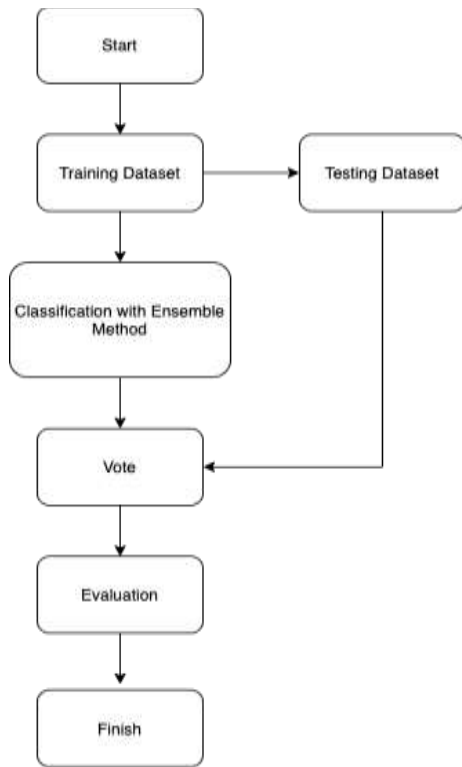 Start
Training Dataset
Testing Dataset
Classification with Ensemble
Method
Vote
Evaluation
Finish